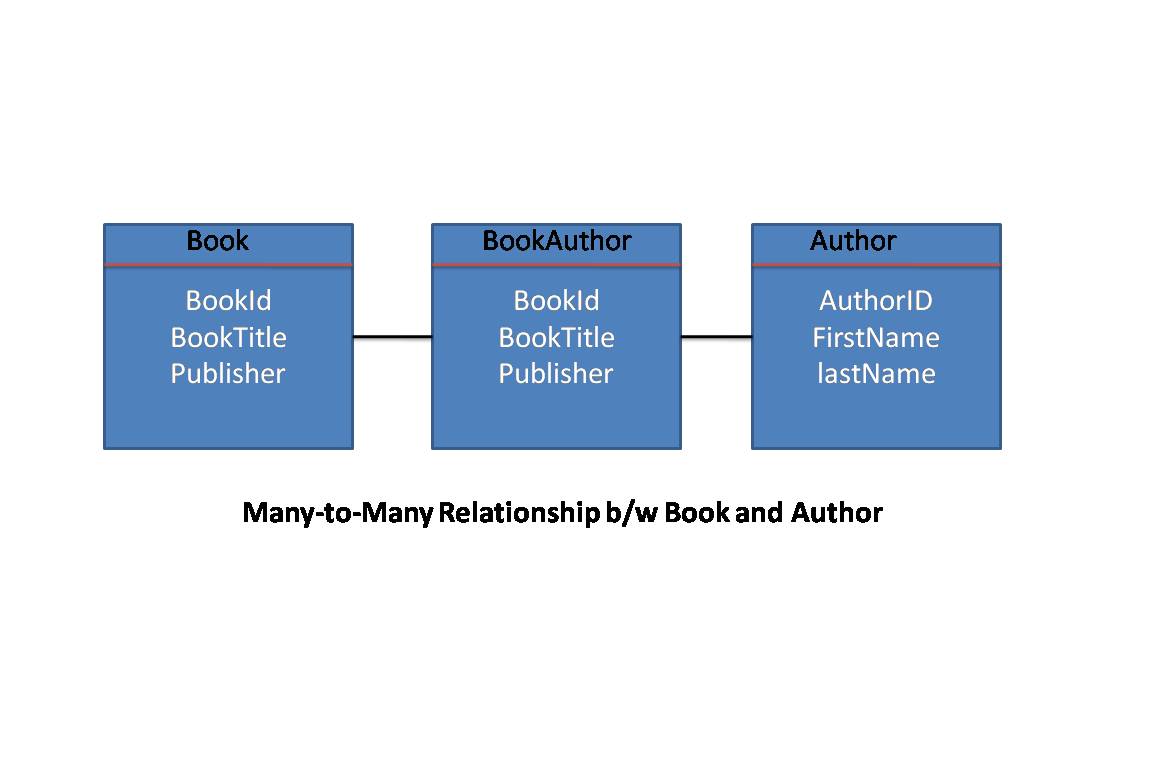 Book
BookId
BookTitle
Publisher
BookAuthor
BookId
BookTitle
Publisher
Author
AuthorID
FirstName
lastName
Many-to-Many Relationship b/w Book and Author